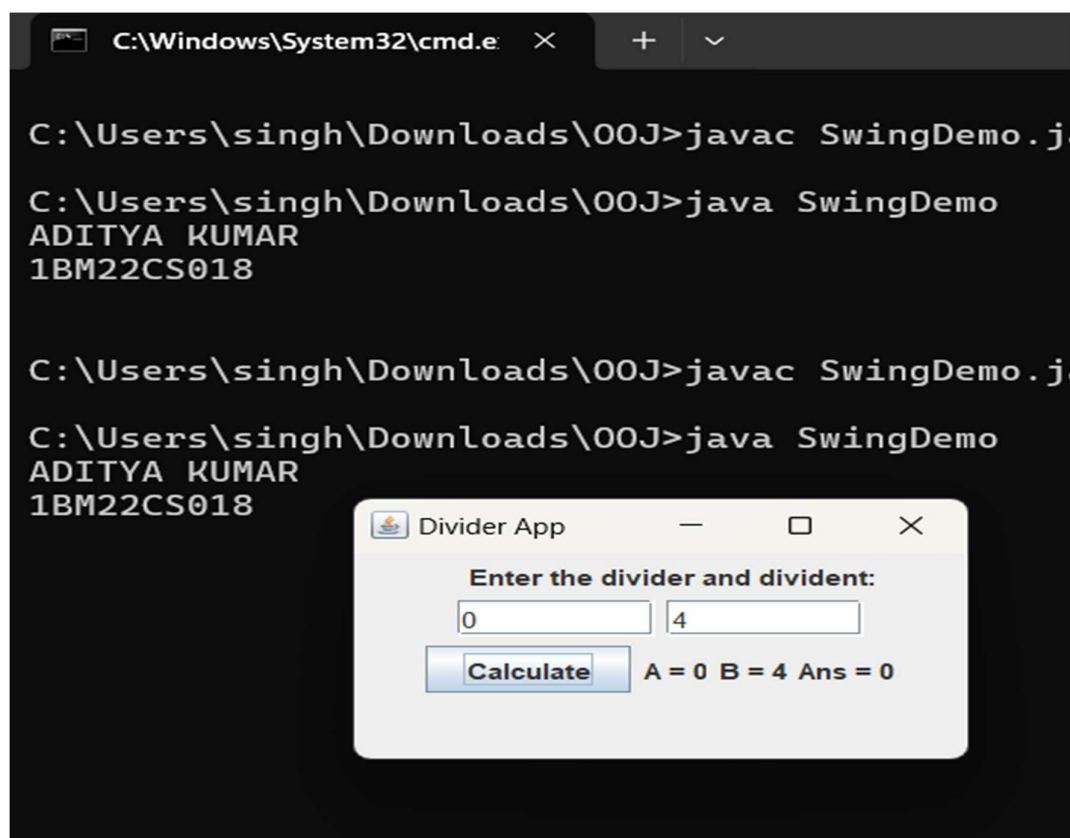 C:\Windows\System32\cmd.e
C:\Users\singh\Downloads\OOJ>javac SwingDemo.j
C:\Users\singh\Downloads\OOJ>java SwingDemo
ADITYA KUMAR
1BM22CS018
C:\Users\singh\Downloads\OOJ>javac SwingDemo.j
C:\Users\singh\Downloads\OOJ>java SwingDemo
ADITYA KUMAR
1BM22CS018
Divider App
Enter the divider and divident:
0 4
Calculate A = 0 B = 4 Ans = 0